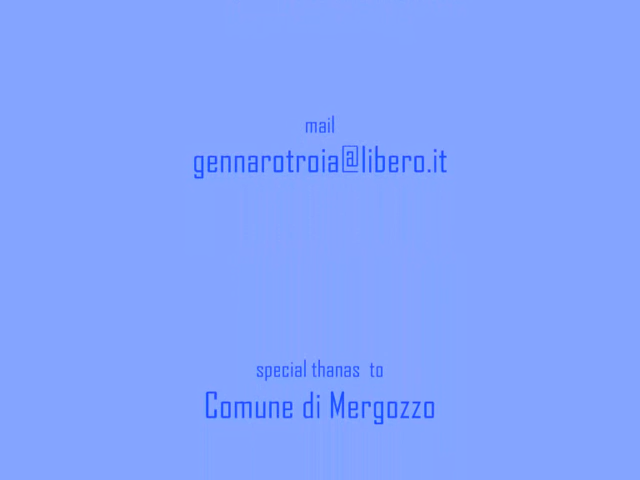 mail
gennarotroia@libero.it
special thanas to
Comune di Mergozzo